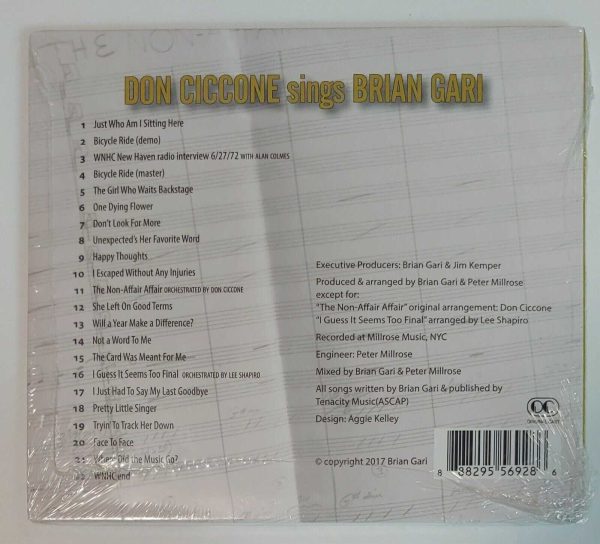 DON CICCONE sings BRIAN GARI
1 Just Who Am I Sitting Here
2 Bicycle Ride (demo)
3 WNHC New Haven radio interview 6/27/72 WITH ALAN COLMES
4 Bicycle Ride (master)
5 The Girl Who Waits Backstage
6 One Dying Flower
7 Don't Look For More
8 Unexpected's Her Favorite Word
9 Happy Thoughts
10 I Escaped Without Any Injuries
11 The Non-Affair Affair ORCHESTRATED BY DON CICCONE
12 She Left On Good Terms
13 Will a Year Make a Difference?
14 Not a Word To Me
15 The Card Was Meant For Me
16 I Guess It Seems Too Final ORCHESTRATED BY LEE SHAPIRO
17 I Just Had To Say My Last Goodbye
18 Pretty Little Singer
19 Tryin' To Track Her Down
20 Face To Face
21 Where Did the Music Go?
22 WNHC end
Executive Producers: Brian Gari & Jim Kemper
Produced & arranged by Brian Gari & Peter Millrose
except for:
"The Non-Affair Affair" original arrangement: Don Ciccone
"I Guess It Seems Too Final" arranged by Lee Shapiro
Recorded at Millrose Music, NYC
Engineer: Peter Millrose
Mixed by Brian Gari & Peter Millrose
All songs written by Brian Gari & published by
Tenacity Music(ASCAP)
Design: Aggie Kelley
© copyright 2017 Brian Gari
8 88295 56928 6